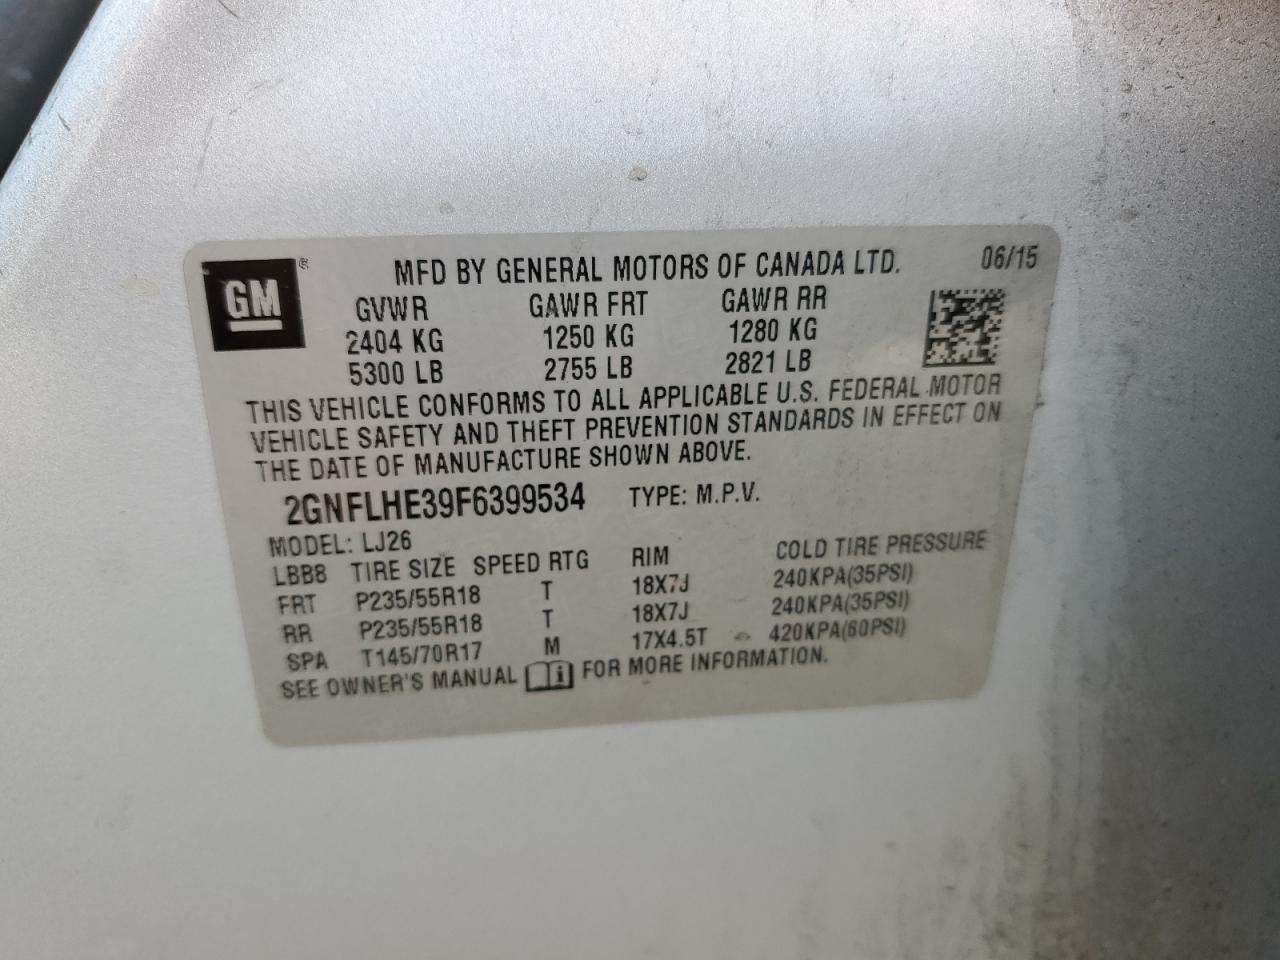 GM ®
MFD BY GENERAL MOTORS OF CANADA LTD. 06/15
GVWR GAWR FRT GAWR RR
2404 KG 1250 KG 1280 KG
5300 LB 2755 LB 2821 LB
THIS VEHICLE CONFORMS TO ALL APPLICABLE U.S. FEDERAL MOTOR
VEHICLE SAFETY AND THEFT PREVENTION STANDARDS IN EFFECT ON
THE DATE OF MANUFACTURE SHOWN ABOVE.
2GNFLHE39F6399534 TYPE: M.P.V.
MODEL: LJ26
LBB8 TIRE SIZE SPEED RTG RIM COLD TIRE PRESSURE
FRT P235/55R18 T 18X7J 240KPA(35PSI)
RR P235/55R18 T 18X7J 240KPA(35PSI)
SPA T145/70R17 M 17X4.5T 420KPA(60PSI)
SEE OWNER'S MANUAL FOR MORE INFORMATION.